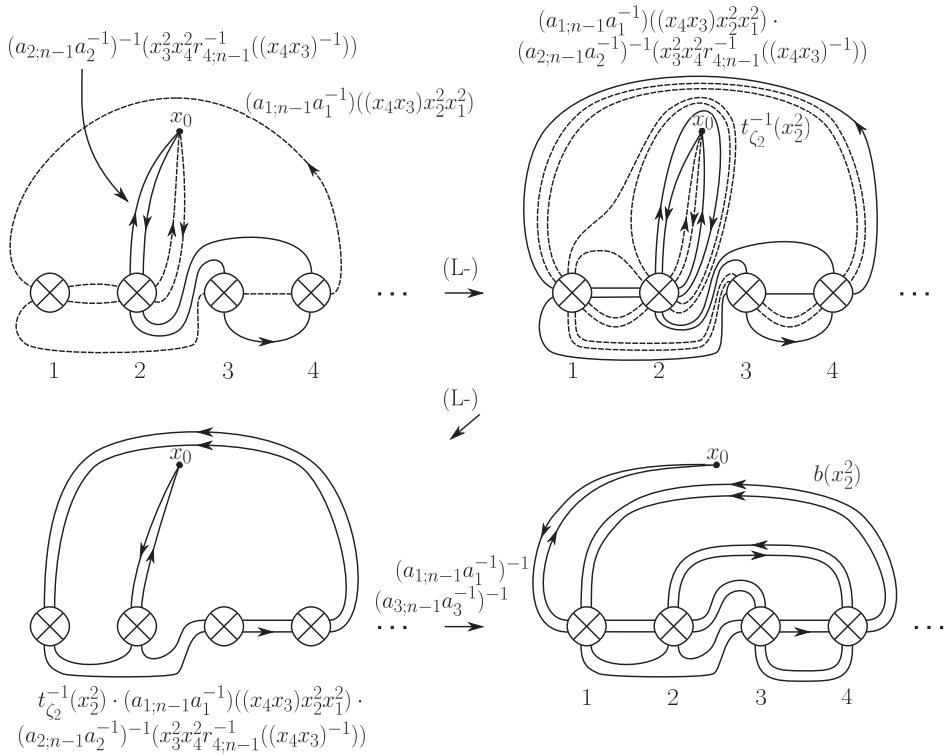 (a_{2;n-1}a_2^{-1})^{-1}(x_3^2x_4^2r_{4;n-1}^{-1}((x_4x_3)^{-1}))
(a_{1;n-1}a_1^{-1})((x_4x_3)x_2^2x_1^2)
x_0
...
1 2 3 4
(L-)
(a_{1;n-1}a_1^{-1})((x_4x_3)x_2^2x_1^2) ·
(a_{2;n-1}a_2^{-1})^{-1}(x_3^2x_4^2r_{4;n-1}^{-1}((x_4x_3)^{-1}))
x_0
t_{ζ_2}^{-1}(x_2^2)
...
1 2 3 4
(L-)
x_0
...
t_{ζ_2}^{-1}(x_2^2) · (a_{1;n-1}a_1^{-1})((x_4x_3)x_2^2x_1^2) ·
(a_{2;n-1}a_2^{-1})^{-1}(x_3^2x_4^2r_{4;n-1}^{-1}((x_4x_3)^{-1}))
(a_{1;n-1}a_1^{-1})^{-1}
(a_{3;n-1}a_3^{-1})^{-1}
x_0
b(x_2^2)
...
1 2 3 4